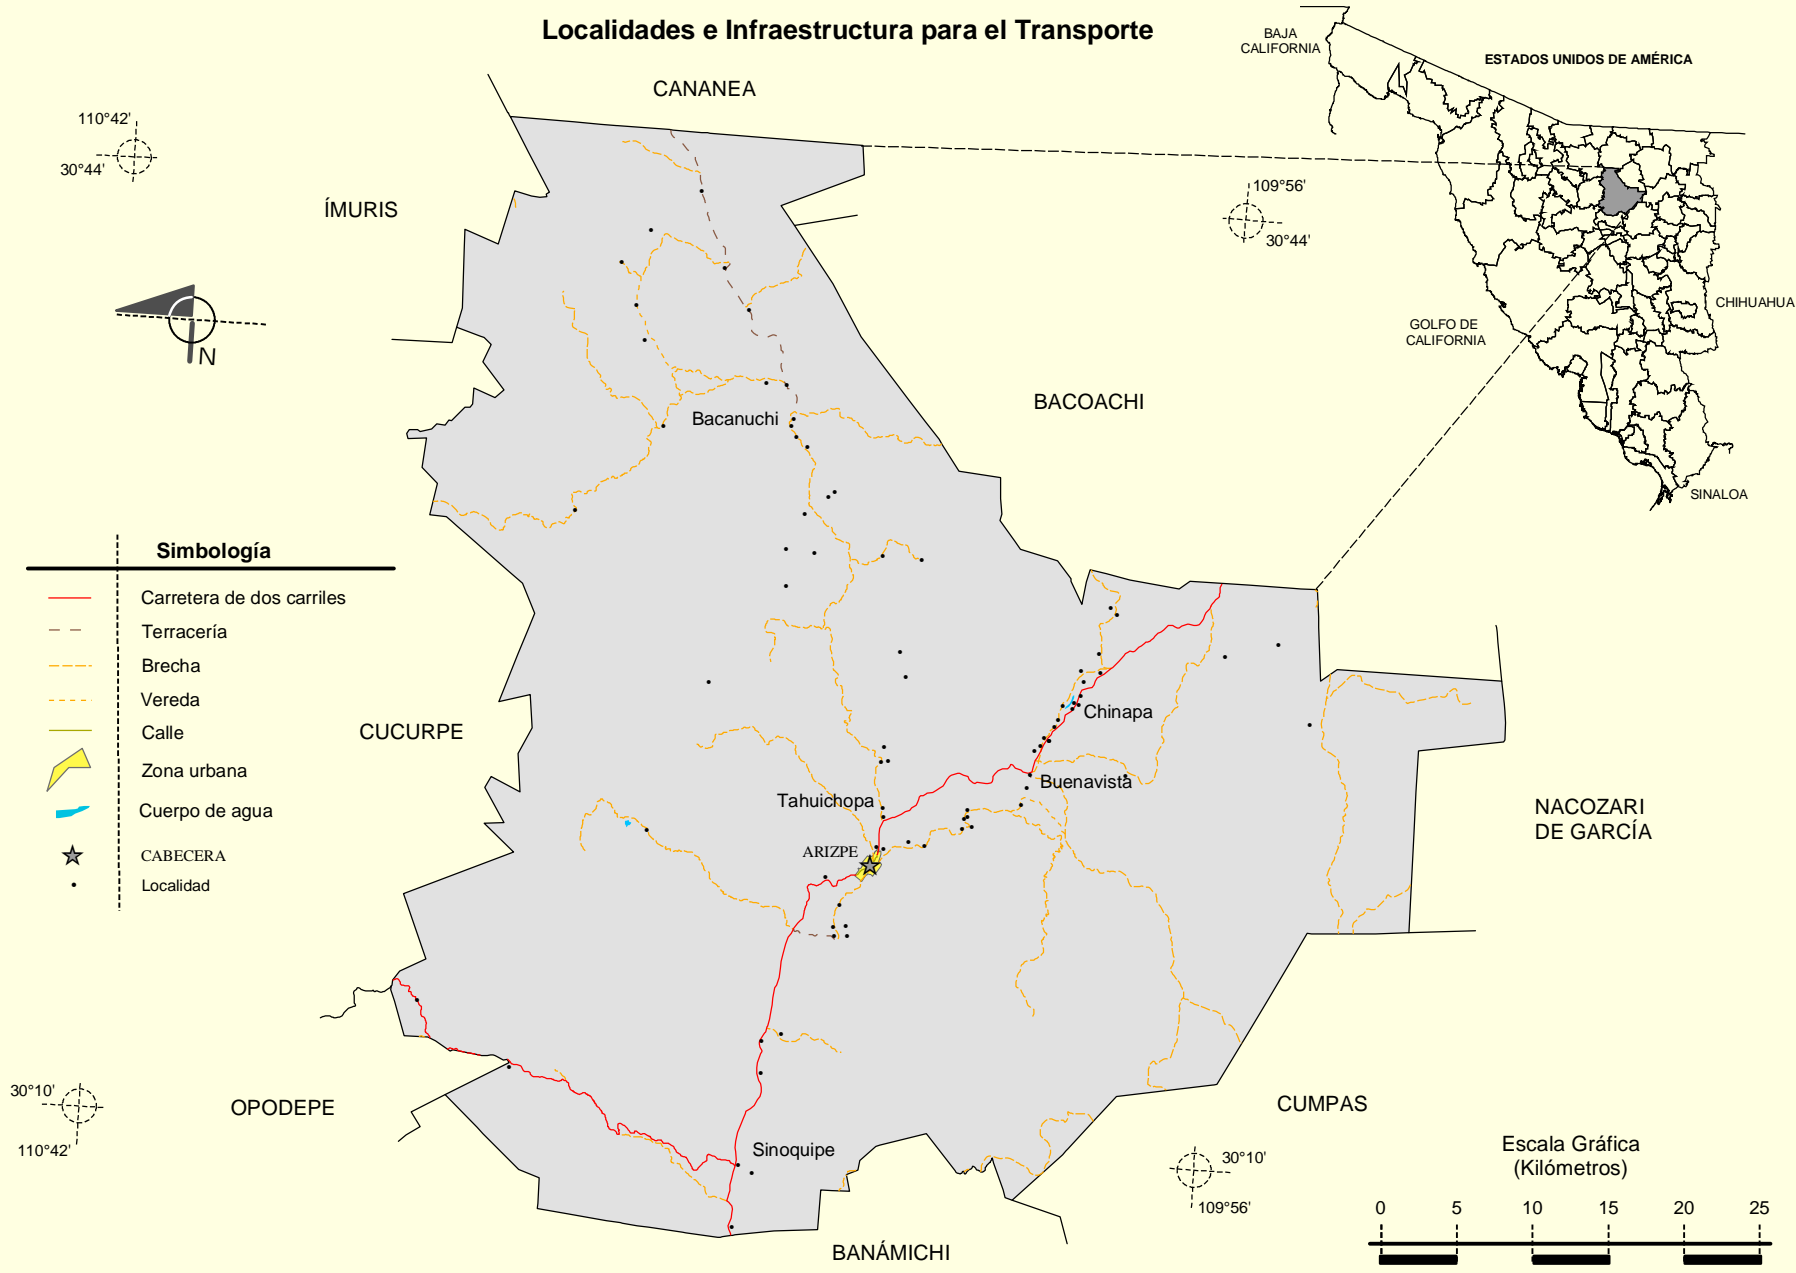 Localidades e Infraestructura para el Transporte
BAJA
CALIFORNIA
ESTADOS UNIDOS DE AMÉRICA
CANANEA
110°42'
30°44'
109°56'
30°44'
ÍMURIS
N
CHIHUAHUA
GOLFO DE
CALIFORNIA
BACOACHI
Bacanuchi
SINALOA
Simbología
Carretera de dos carriles
Terracería
Brecha
Vereda
Calle
Zona urbana
Cuerpo de agua
CABECERA
Localidad
CUCURPE
Chinapa
Buenavista
Tahuichopa
ARIZPE
NACOZARI
DE GARCÍA
30°10'
110°42'
OPODEPE
CUMPAS
Sinoquipe
30°10'
109°56'
BANÁMICHI
Escala Gráfica
(Kilómetros)
0 5 10 15 20 25